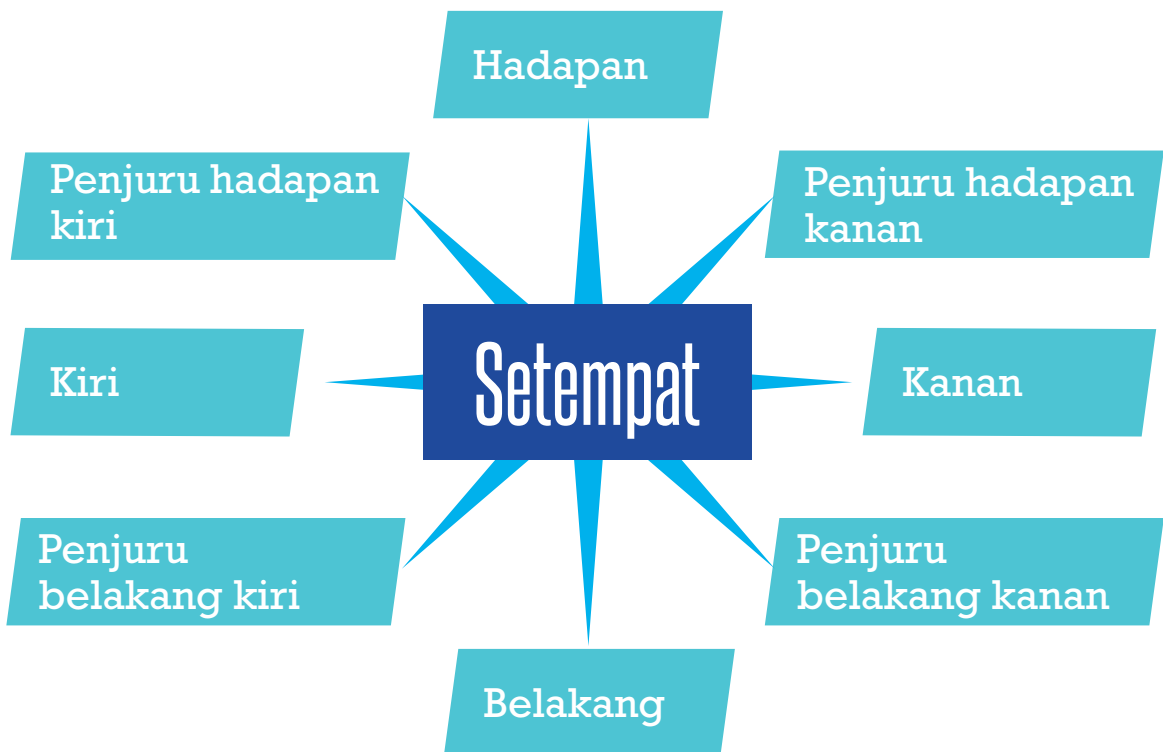 Hadapan
Penjuru hadapan
kiri
Penjuru hadapan
kanan
Kiri
Setempat
Kanan
Penjuru
belakang kiri
Penjuru
belakang kanan
Belakang